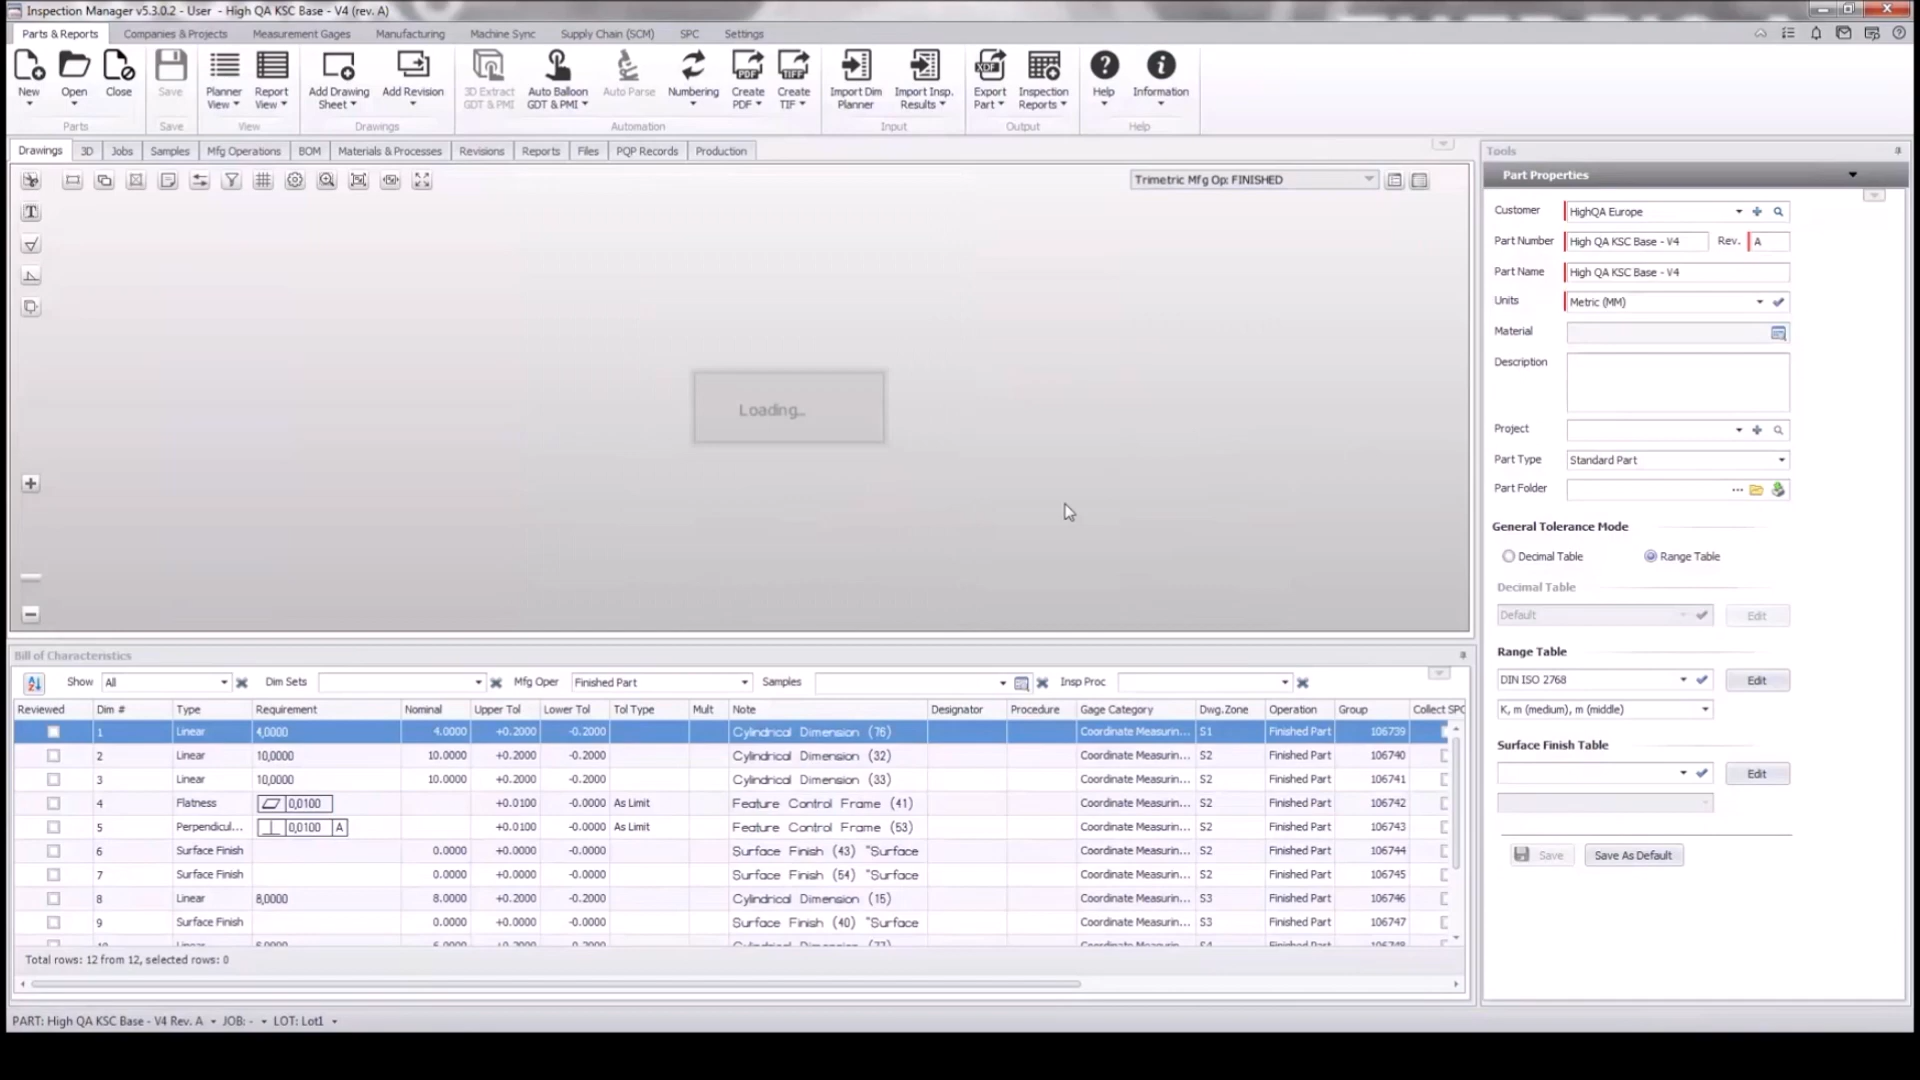 Inspection Manager v5.3.0.2 - User - High QA KSC Base - V4 (rev. A)
Parts & Reports Companies & Projects Measurement Gages Manufacturing Machine Sync Supply Chain (SCM) SPC Settings
New Open Close Save Planner View Report View Add Drawing Sheet Add Revision 3D Extract GDT & PMI Auto Balloon GDT & PMI Auto Parse Numbering Create PDF Create TIF Import Dim Planner Import Insp. Results Export Part Inspection Reports Help Information
Parts Save View Drawings Automation Input Output Help
Drawings 3D Jobs Samples Mfg Operations BOM Materials & Processes Revisions Reports Files PQP Records Production
Trimetric Mfg Op: FINISHED
Loading...
Bill of Characteristics
Show All Dim Sets Mfg Oper Finished Part Samples Insp Proc
Reviewed Dim # Type Requirement Nominal Upper Tol Lower Tol Tol Type Mult Note Designator Procedure Gage Category Dwg.Zone Operation Group Collect SPC
1 Linear 4,0000 4.0000 +0.2000 -0.2000 Cylindrical Dimension (76) Coordinate Measurin... S1 Finished Part 106739
2 Linear 10,0000 10.0000 +0.2000 -0.2000 Cylindrical Dimension (32) Coordinate Measurin... S2 Finished Part 106740
3 Linear 10,0000 10.0000 +0.2000 -0.2000 Cylindrical Dimension (33) Coordinate Measurin... S2 Finished Part 106741
4 Flatness 0,0100 +0.0100 -0.0000 As Limit Feature Control Frame (41) Coordinate Measurin... S2 Finished Part 106742
5 Perpendicul... 0,0100 A +0.0100 -0.0000 As Limit Feature Control Frame (53) Coordinate Measurin... S2 Finished Part 106743
6 Surface Finish 0.0000 +0.0000 -0.0000 Surface Finish (43) "Surface Coordinate Measurin... S2 Finished Part 106744
7 Surface Finish 0.0000 +0.0000 -0.0000 Surface Finish (54) "Surface Coordinate Measurin... S2 Finished Part 106745
8 Linear 8,0000 8.0000 +0.2000 -0.2000 Cylindrical Dimension (15) Coordinate Measurin... S3 Finished Part 106746
9 Surface Finish 0.0000 +0.0000 -0.0000 Surface Finish (40) "Surface Coordinate Measurin... S3 Finished Part 106747
Total rows: 12 from 12, selected rows: 0
PART: High QA KSC Base - V4 Rev. A JOB: - LOT: Lot1
Tools
Part Properties
Customer HighQA Europe
Part Number High QA KSC Base - V4 Rev. A
Part Name High QA KSC Base - V4
Units Metric (MM)
Material
Description
Project
Part Type Standard Part
Part Folder
General Tolerance Mode
Decimal Table Range Table
Decimal Table
Default Edit
Range Table
DIN ISO 2768 Edit
K, m (medium), m (middle)
Surface Finish Table
Edit
Save Save As Default